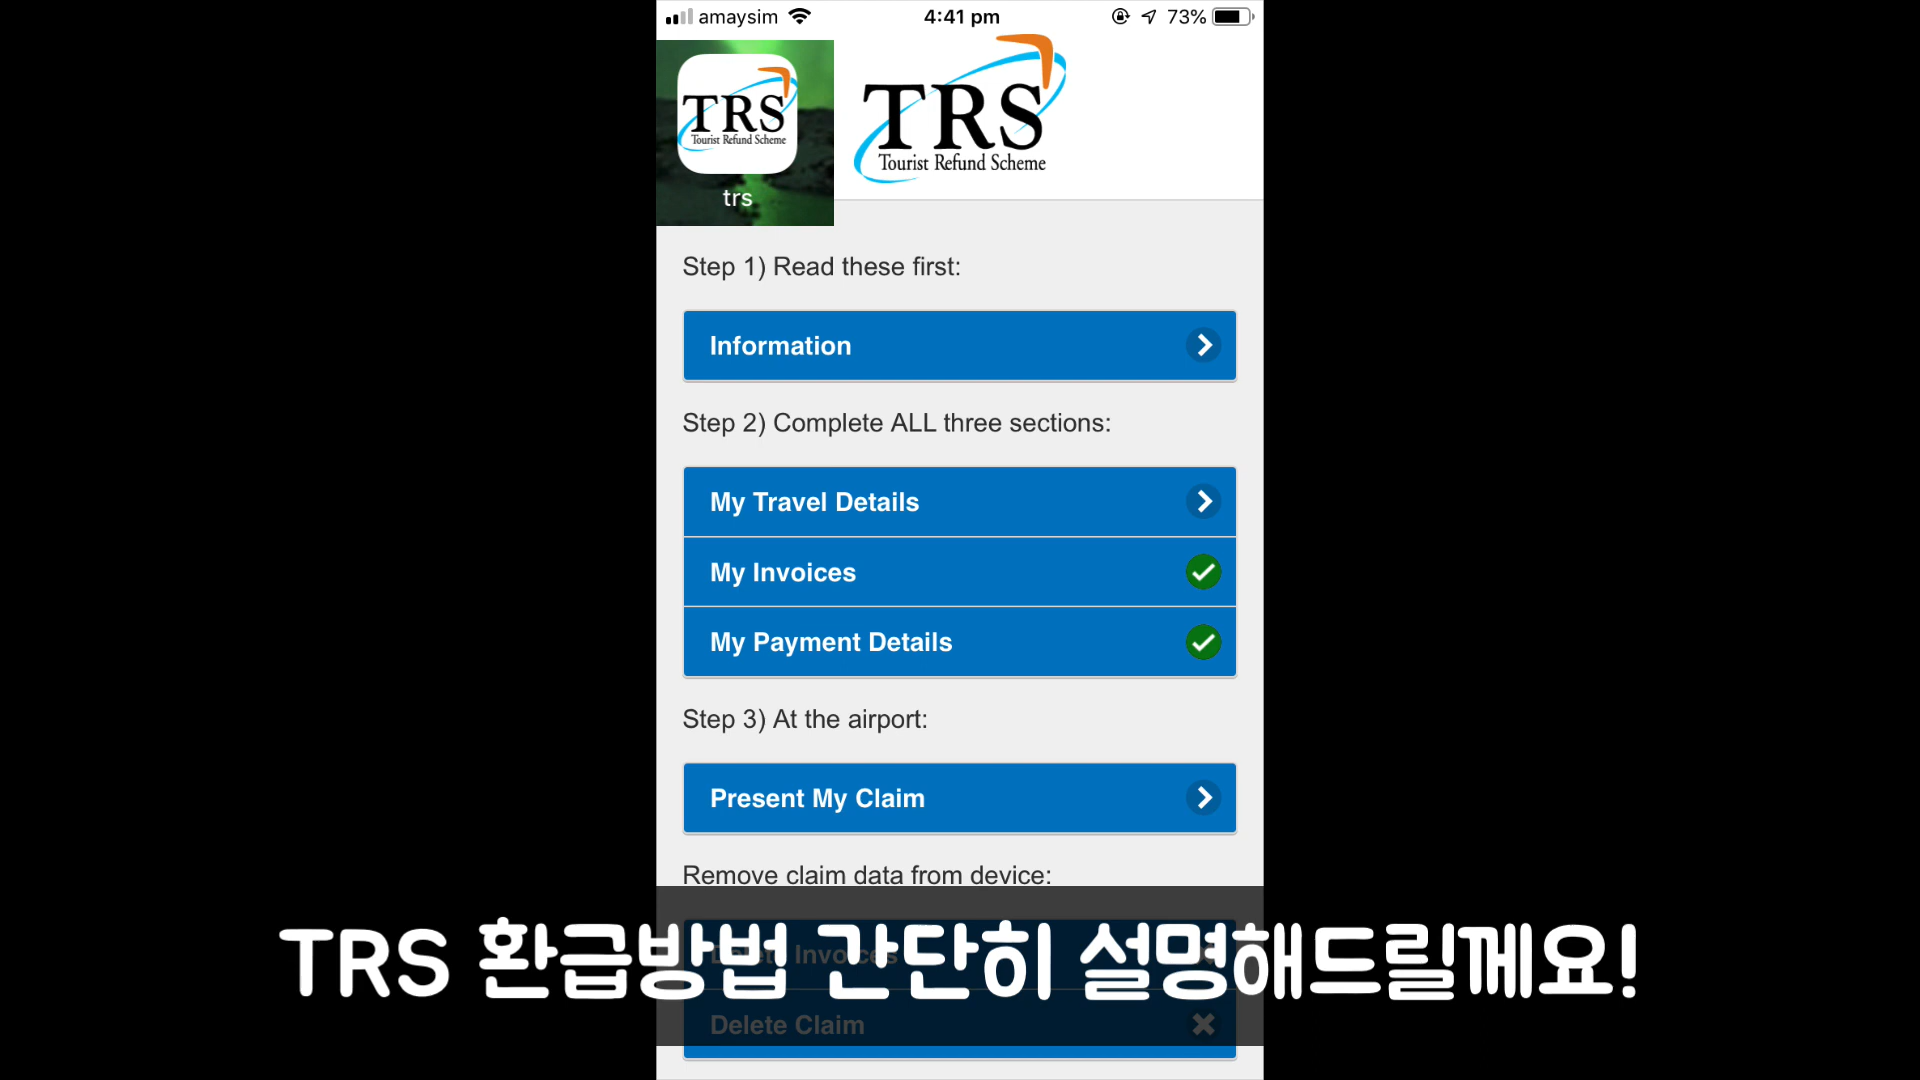 amaysim 4:41 pm 73%
TRS
Tourist Refund Scheme
trs
TRS
Tourist Refund Scheme
Step 1) Read these first:
Information
Step 2) Complete ALL three sections:
My Travel Details
My Invoices
My Payment Details
Step 3) At the airport:
Present My Claim
Remove claim data from device:
Invoices
TRS 환급방법 간단히 설명해드릴께요!
Delete Claim